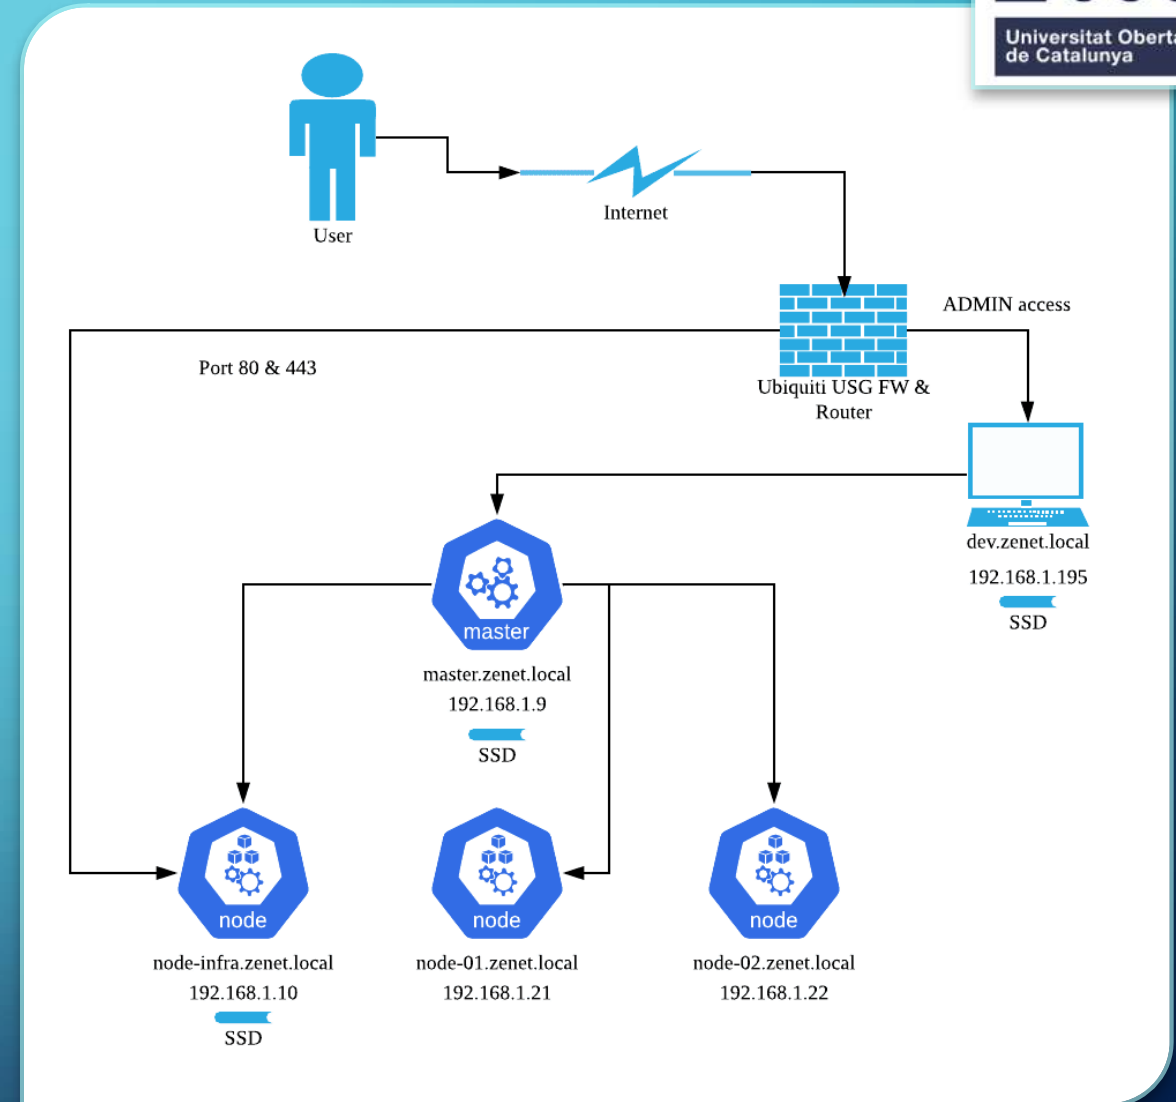 Universitat Oberta
de Catalunya
User
Internet
ADMIN access
Port 80 & 443
Ubiquiti USG FW &
Router
dev.zenet.local
192.168.1.195
SSD
master
master.zenet.local
192.168.1.9
SSD
node
node-infra.zenet.local
192.168.1.10
SSD
node
node-01.zenet.local
192.168.1.21
node
node-02.zenet.local
192.168.1.22